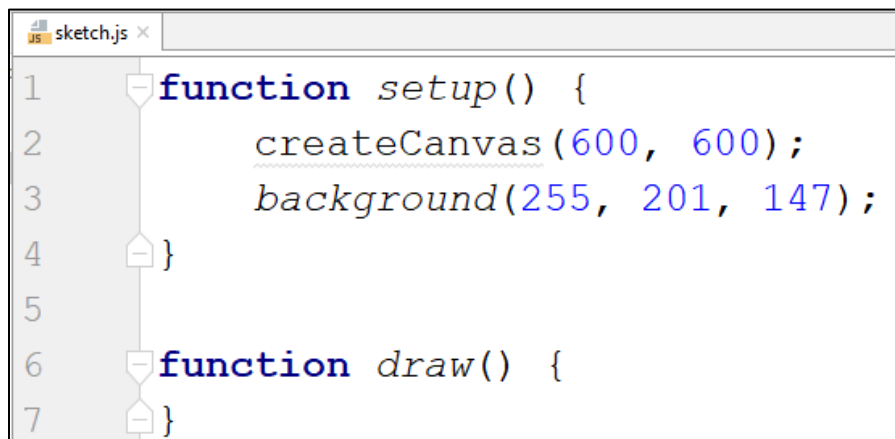 JS sketch.js ×
1 function setup() {
2 createCanvas(600, 600);
3 background(255, 201, 147);
4 }
5
6 function draw() {
7 }